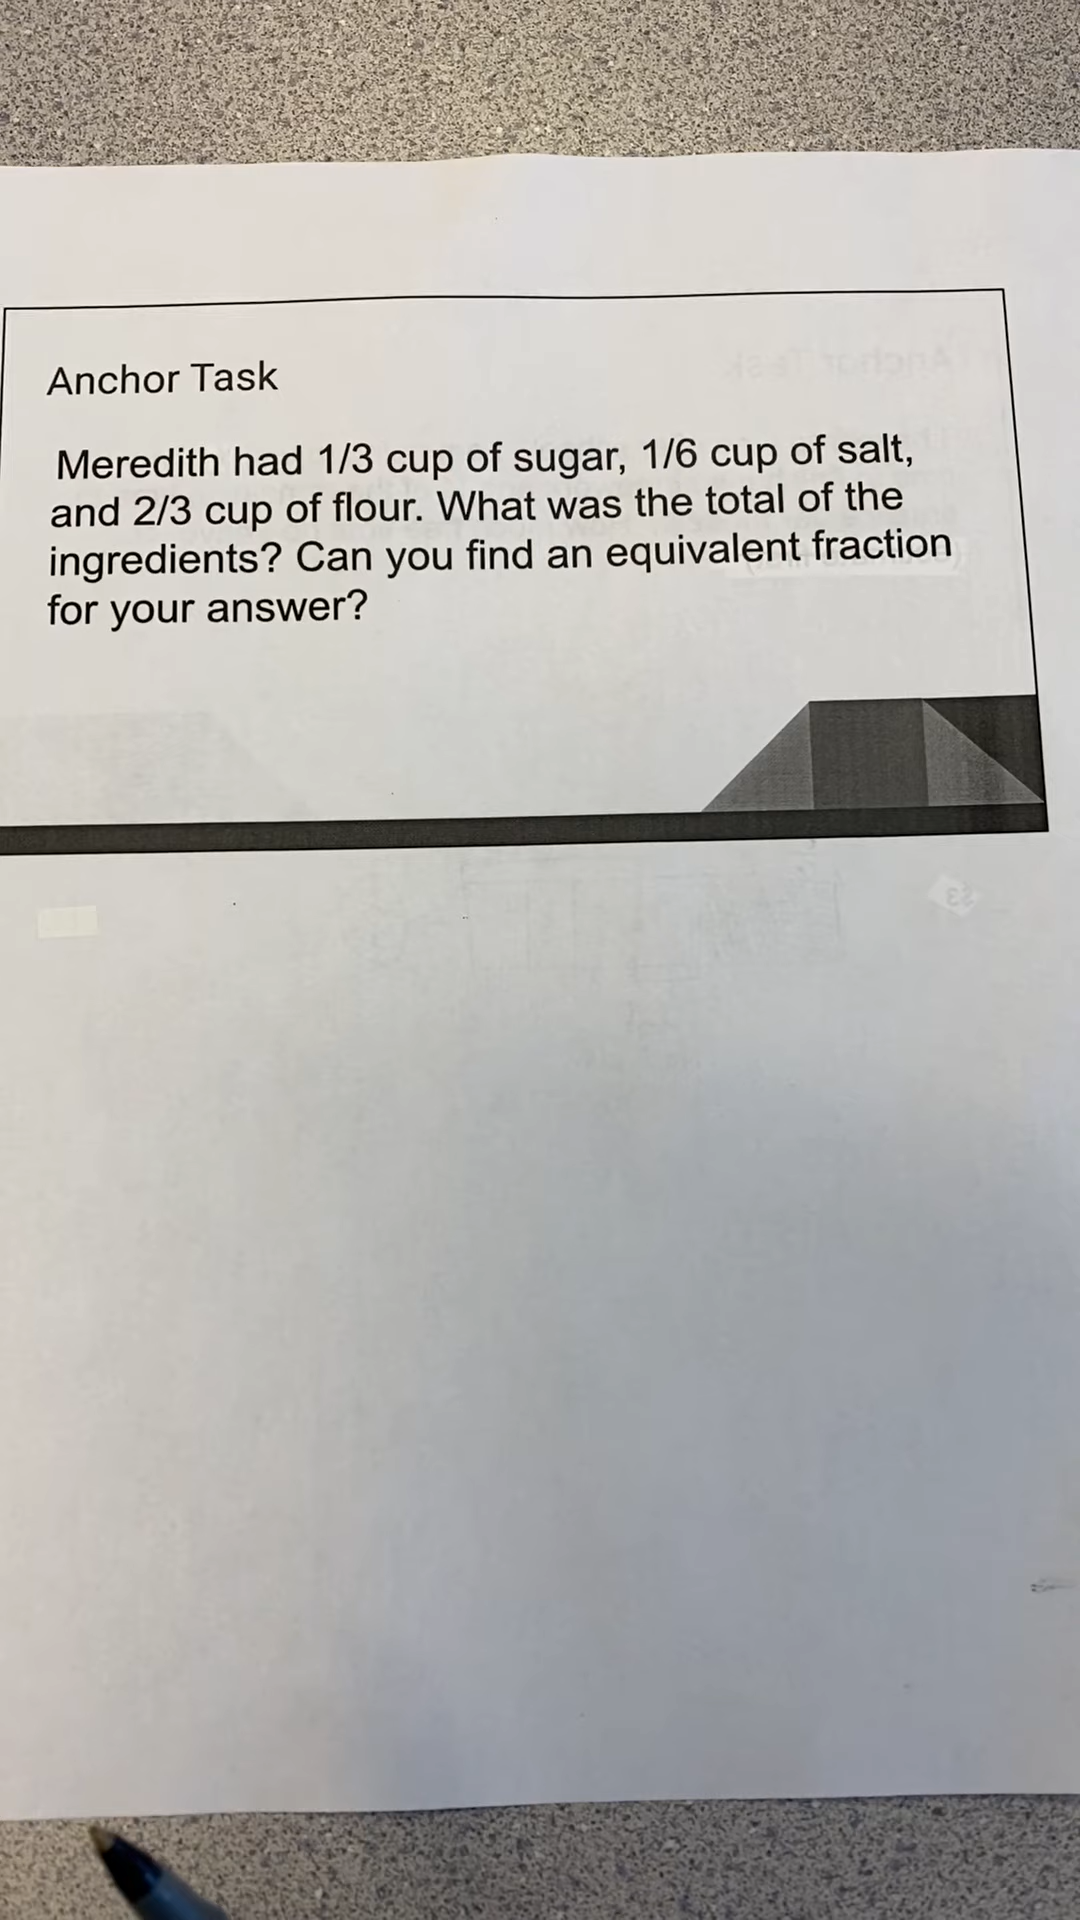 Anchor Task
Meredith had 1/3 cup of sugar, 1/6 cup of salt,
and 2/3 cup of flour. What was the total of the
ingredients? Can you find an equivalent fraction
for your answer?